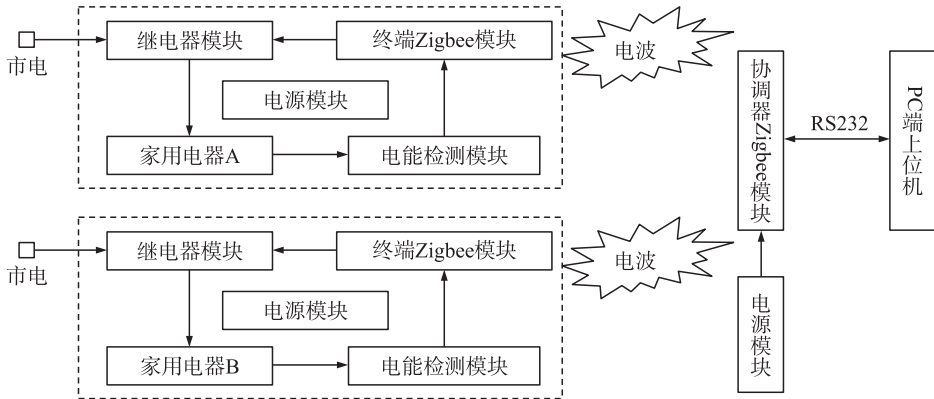 市电
继电器模块
终端Zigbee模块
电源模块
家用电器A
电能检测模块
电波
市电
继电器模块
终端Zigbee模块
电源模块
家用电器B
电能检测模块
电波
协调器Zigbee模块
电源模块
RS232
PC端上位机